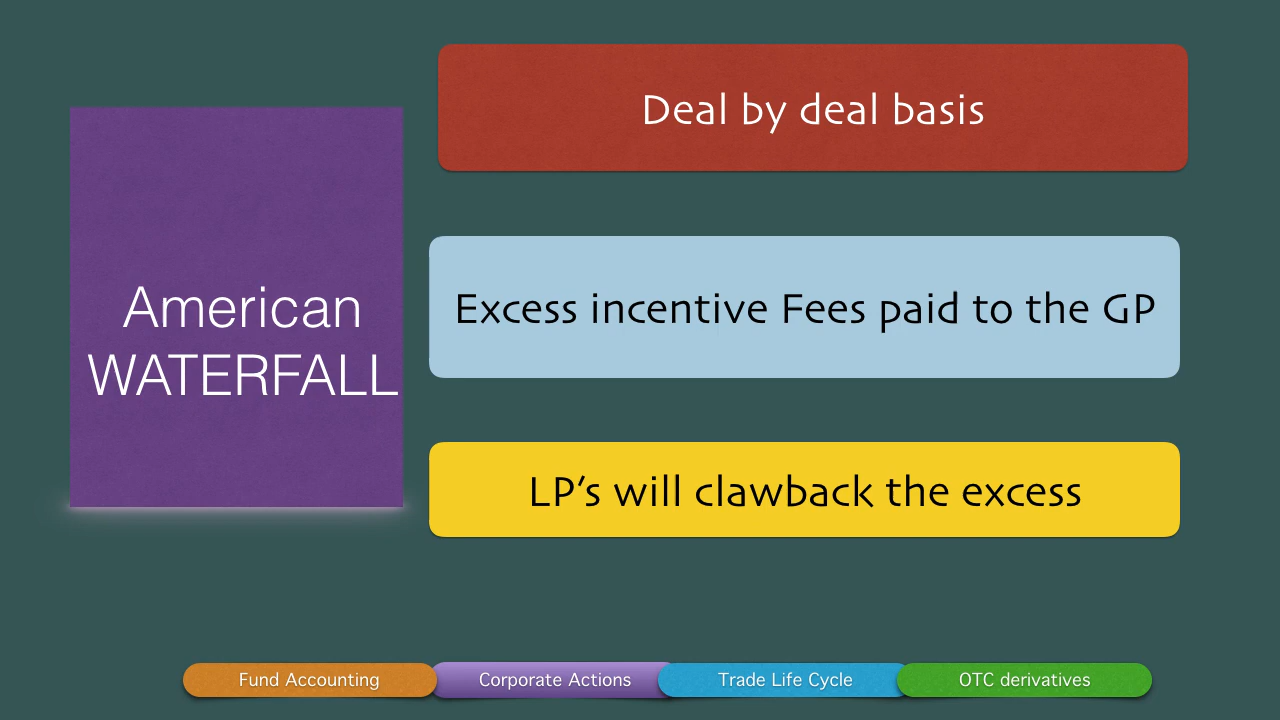 American
WATERFALL
Deal by deal basis
Excess incentive Fees paid to the GP
LP’s will clawback the excess
Fund Accounting
Corporate Actions
Trade Life Cycle
OTC derivatives